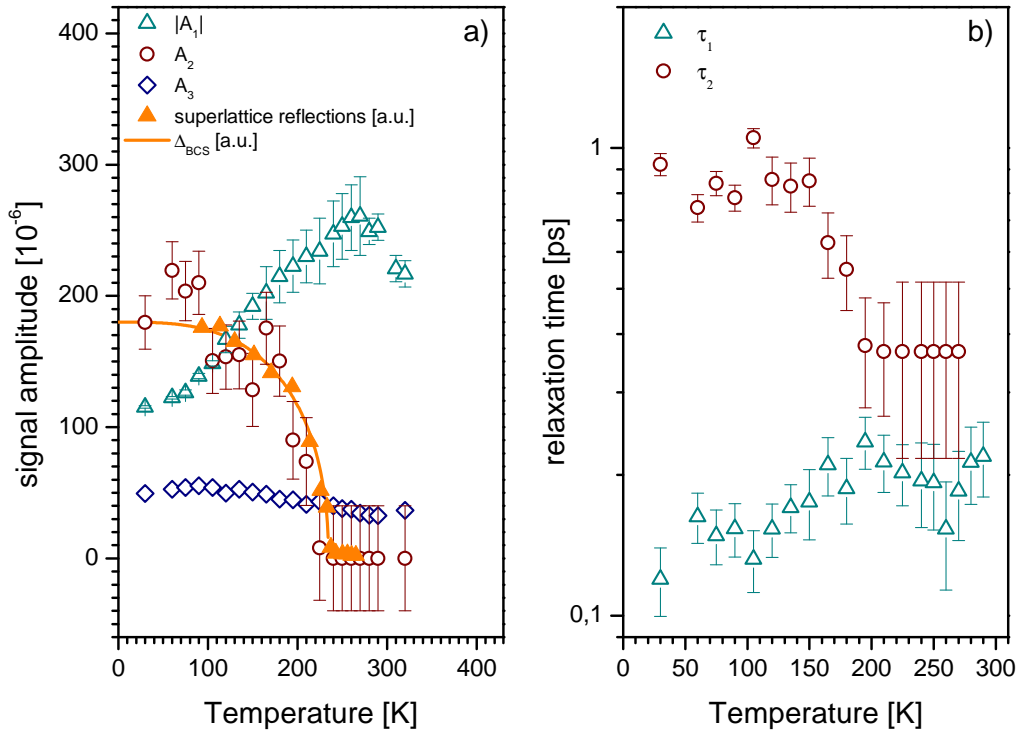 a)
|A₁|
A₂
A₃
superlattice reflections [a.u.]
Δ_BCS [a.u.]
400
300
200
100
0
signal amplitude [10⁻⁶]
0 100 200 300 400
Temperature [K]
b)
τ₁
τ₂
1
0,1
relaxation time [ps]
0 50 100 150 200 250 300
Temperature [K]